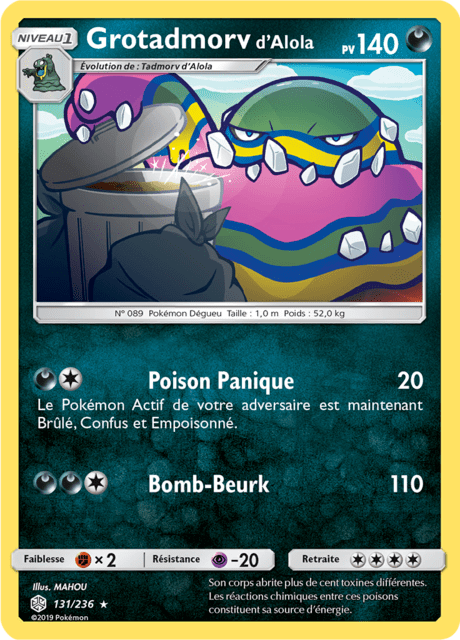 NIVEAU 1
Grotadmorv d'Alola
PV 140
Évolution de : Tadmorv d'Alola
N° 089 Pokémon Dégueu Taille : 1,0 m Poids : 52,0 kg
Poison Panique 20
Le Pokémon Actif de votre adversaire est maintenant
Brûlé, Confus et Empoisonné.
Bomb-Beurk 110
Faiblesse × 2 Résistance -20 Retraite
Illus. MAHOU
131/236 ★
©2019 Pokémon
Son corps abrite plus de cent toxines différentes.
Les réactions chimiques entre ces poisons
constituent sa source d'énergie.